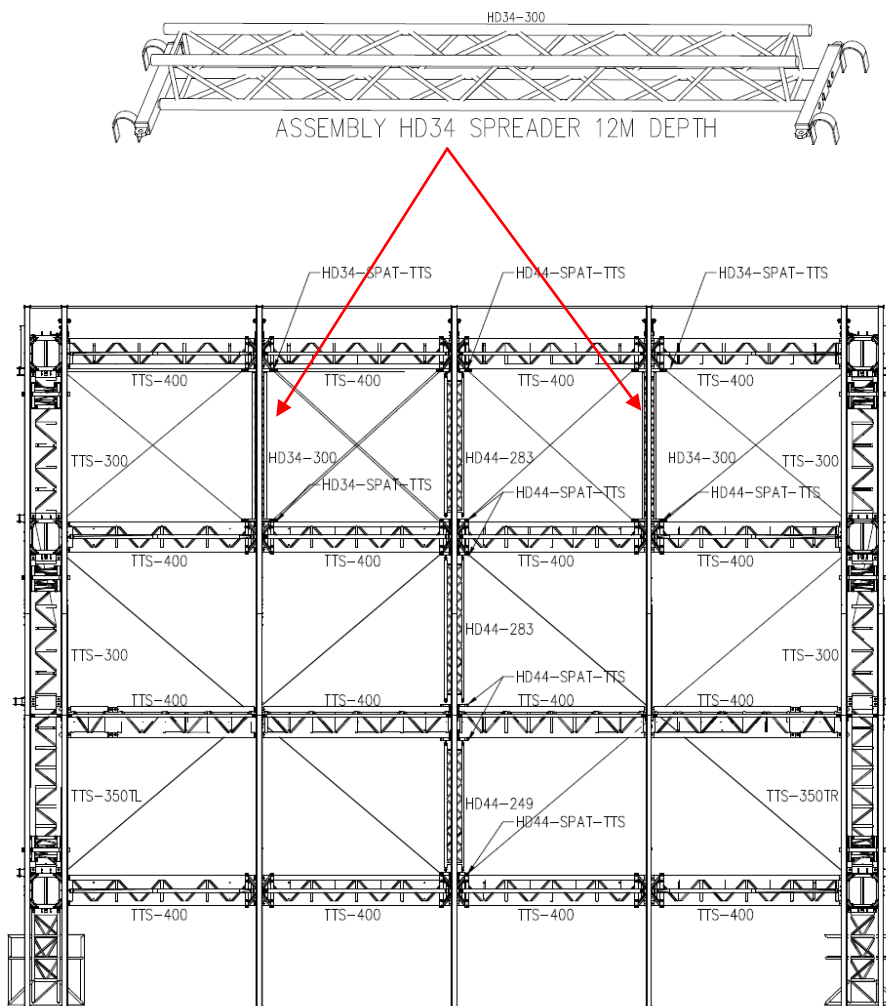 HD34-300
ASSEMBLY HD34 SPREADER 12M DEPTH
HD34-SPAT-TTS
HD44-SPAT-TTS
HD34-SPAT-TTS
TTS-400
TTS-400
TTS-400
TTS-400
TTS-300
HD34-300
HD44-283
HD34-300
TTS-300
HD34-SPAT-TTS
HD44-SPAT-TTS
HD44-SPAT-TTS
TTS-400
TTS-400
TTS-400
TTS-400
HD44-283
TTS-300
TTS-300
HD44-SPAT-TTS
TTS-400
TTS-400
TTS-400
TTS-400
TTS-350TL
TTS-350TR
HD44-249
HD44-SPAT-TTS
TTS-400
TTS-400
TTS-400
TTS-400